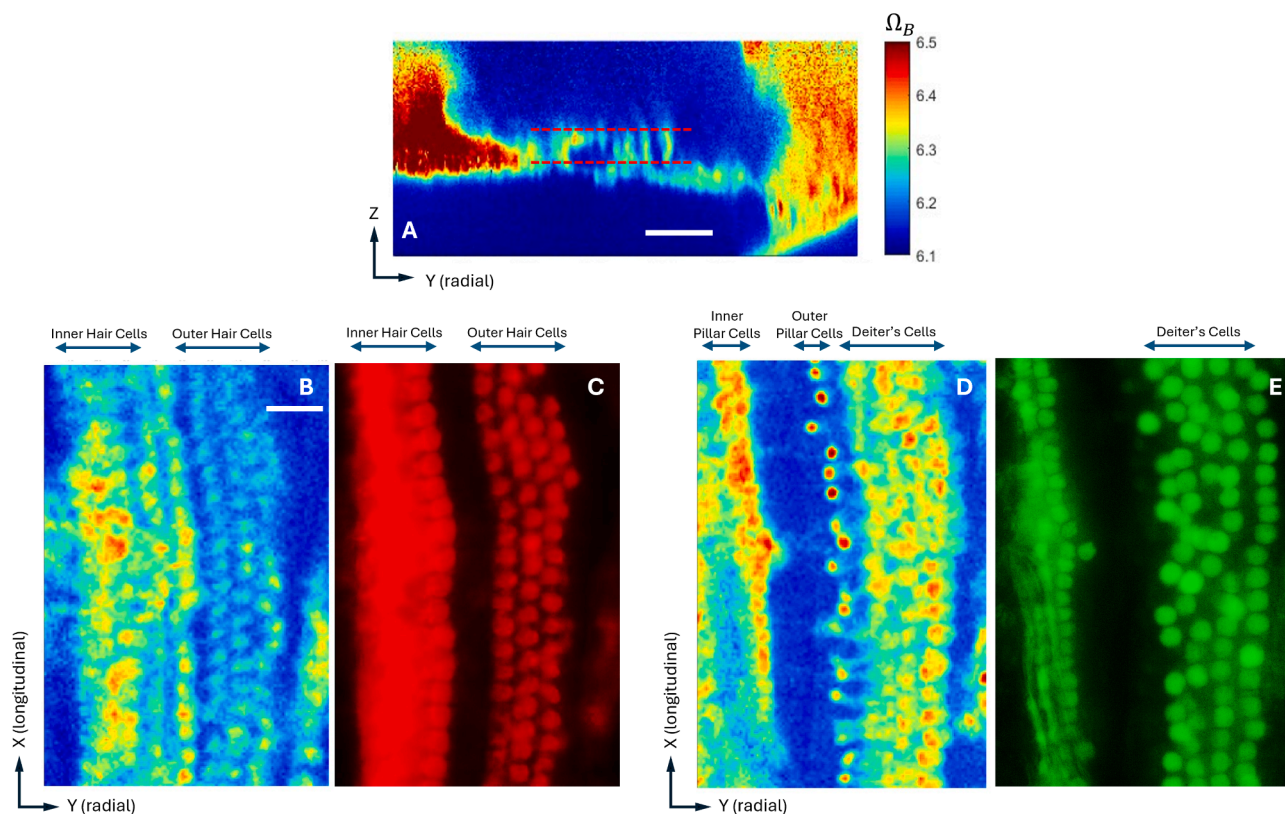 Ω_B
6.5
6.4
6.3
6.2
6.1
A
Z
Y (radial)
Inner Hair Cells
Outer Hair Cells
Inner Hair Cells
Outer Hair Cells
Inner
Pillar Cells
Outer
Pillar Cells
Deiter's Cells
Deiter's Cells
B
C
D
E
X (longitudinal)
Y (radial)
X (longitudinal)
Y (radial)